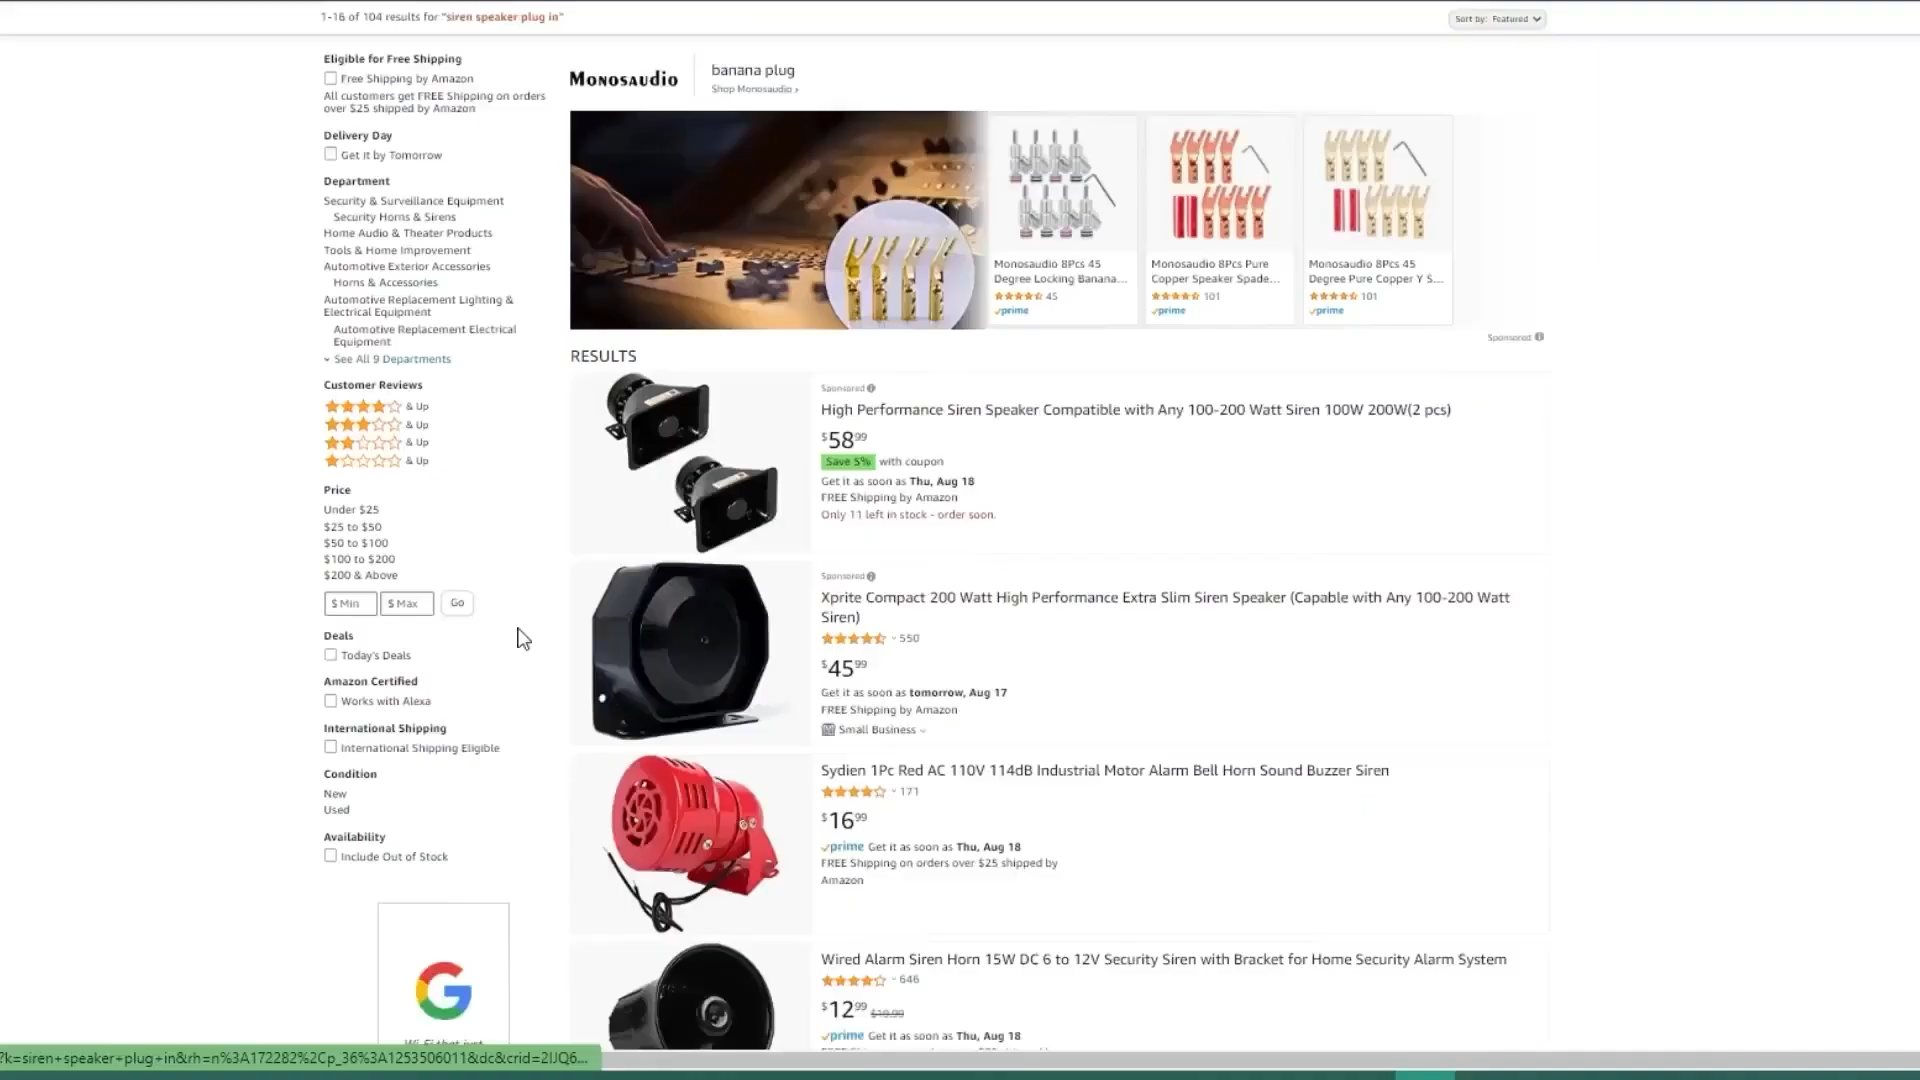 1-16 of 104 results for "siren speaker plug in"
Sort by: Featured
Eligible for Free Shipping
Free Shipping by Amazon
All customers get FREE Shipping on orders
over $25 shipped by Amazon
Delivery Day
Get It by Tomorrow
Department
Security & Surveillance Equipment
Security Horns & Sirens
Home Audio & Theater Products
Tools & Home Improvement
Automotive Exterior Accessories
Horns & Accessories
Automotive Replacement Lighting &
Electrical Equipment
Automotive Replacement Electrical
Equipment
See All 9 Departments
Customer Reviews
& Up
& Up
& Up
& Up
Price
Under $25
$25 to $50
$50 to $100
$100 to $200
$200 & Above
$ Min $ Max Go
Deals
Today's Deals
Amazon Certified
Works with Alexa
International Shipping
International Shipping Eligible
Condition
New
Used
Availability
Include Out of Stock
MONOSAUDIO
banana plug
Shop Monosaudio ›
Monosaudio 8Pcs 45
Degree Locking Banana...
45
prime
Monosaudio 8Pcs Pure
Copper Speaker Spade...
101
prime
Monosaudio 8Pcs 45
Degree Pure Copper Y S...
101
prime
Sponsored
RESULTS
Sponsored
High Performance Siren Speaker Compatible with Any 100-200 Watt Siren 100W 200W(2 pcs)
$58.99
Save 5% with coupon
Get it as soon as Thu, Aug 18
FREE Shipping by Amazon
Only 11 left in stock - order soon.
Sponsored
Xprite Compact 200 Watt High Performance Extra Slim Siren Speaker (Capable with Any 100-200 Watt
Siren)
550
$45.99
Get it as soon as tomorrow, Aug 17
FREE Shipping by Amazon
Small Business
Sydien 1Pc Red AC 110V 114dB Industrial Motor Alarm Bell Horn Sound Buzzer Siren
171
$16.99
prime Get it as soon as Thu, Aug 18
FREE Shipping on orders over $25 shipped by
Amazon
Wired Alarm Siren Horn 15W DC 6 to 12V Security Siren with Bracket for Home Security Alarm System
646
$12.99
prime Get it as soon as Thu, Aug 18
?k=siren+speaker+plug+in&rh=n%3A172282%2Cp_36%3A1253506011&dc&crid=2IJQ6...